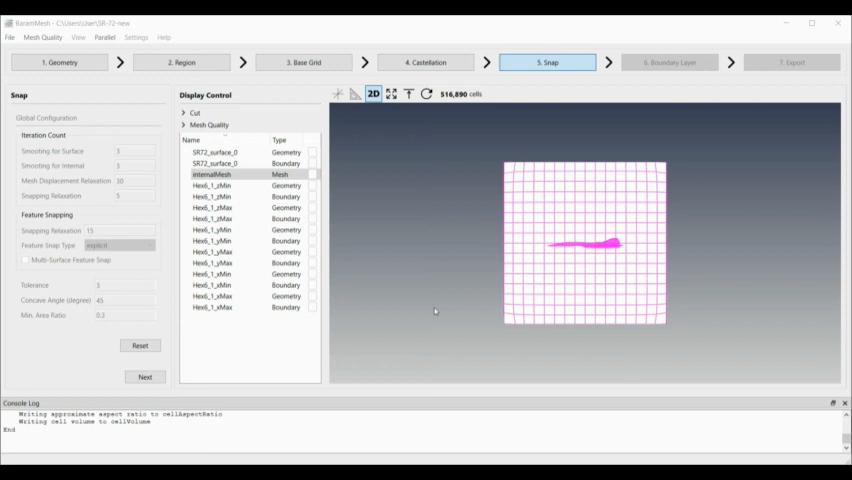 BaramMesh - C:\Users\User\SR-72-new
File Mesh Quality View Parallel Settings Help
1. Geometry 2. Region 3. Base Grid 4. Castellation 5. Snap 6. Boundary Layer 7. Export
Snap
Global Configuration
Iteration Count
Smooting for Surface 3
Smoothing for Internal 3
Mesh Displacement Relaxation 30
Snapping Relaxation 5
Feature Snapping
Snapping Relaxation 15
Feature Snap Type explicit
Multi-Surface Feature Snap
Tolerance 3
Concave Angle (degree) 45
Min. Area Ratio 0.3
Reset
Next
Display Control
Cut
Mesh Quality
Name Type
SR72_surface_0 Geometry
SR72_surface_0 Boundary
internalMesh Mesh
Hex6_1_zMin Geometry
Hex6_1_zMin Boundary
Hex6_1_zMax Geometry
Hex6_1_zMax Boundary
Hex6_1_yMin Geometry
Hex6_1_yMin Boundary
Hex6_1_yMax Geometry
Hex6_1_yMax Boundary
Hex6_1_xMin Geometry
Hex6_1_xMin Boundary
Hex6_1_xMax Geometry
Hex6_1_xMax Boundary
2D 516,890 cells
Console Log
Writing approximate aspect ratio to cellAspectRatio
Writing cell volume to cellVolume
End